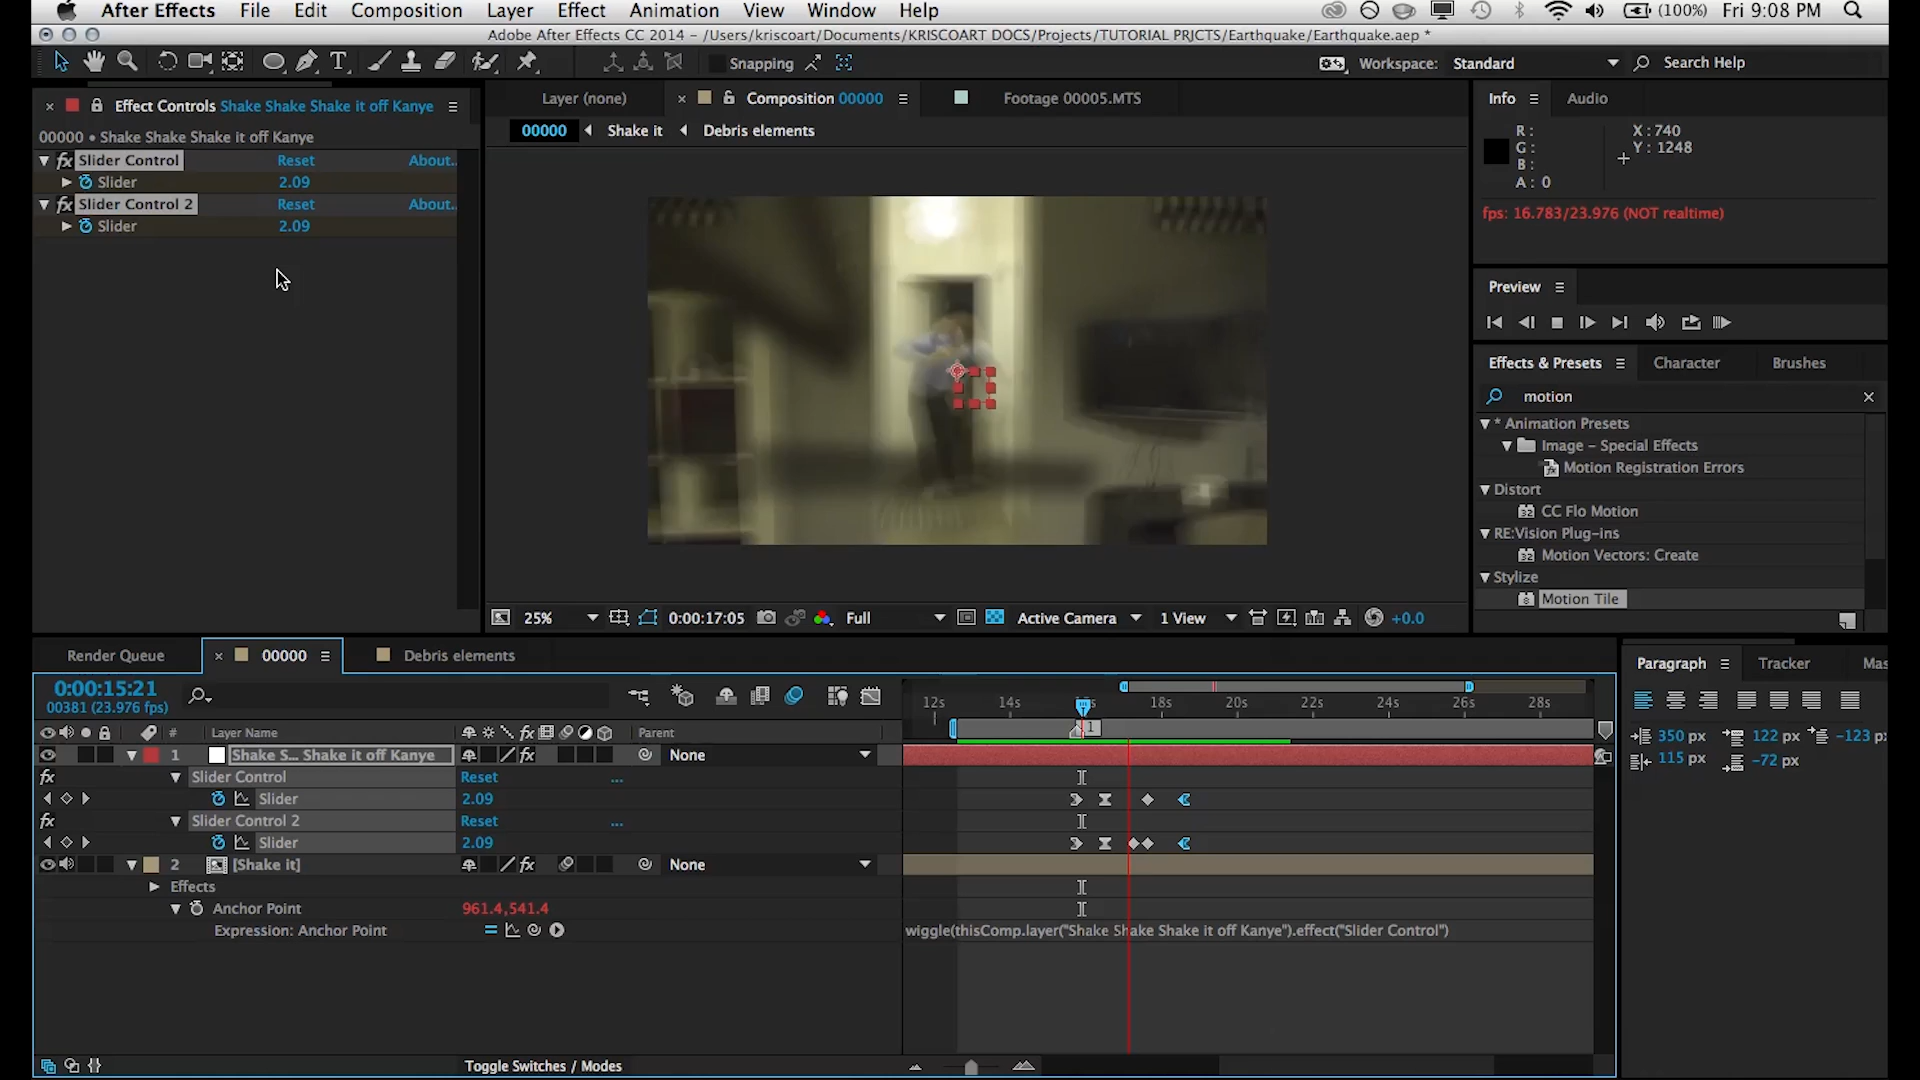 After Effects File Edit Composition Layer Effect Animation View Window Help (100%) Fri 9:08 PM
Adobe After Effects CC 2014 - /Users/kriscoart/Documents/KRISCOART DOCS/Projects/TUTORIAL PRJCTS/Earthquake/Earthquake.aep *
Snapping Workspace: Standard Search Help
Effect Controls Shake Shake Shake it off Kanye
Layer (none) Composition 00000 Footage 00005.MTS
Info Audio
00000 • Shake Shake Shake it off Kanye
00000 Shake it Debris elements
R: X: 740
G: Y: 1248
B:
A: 0
Slider Control Reset About..
Slider 2.09
Slider Control 2 Reset About..
Slider 2.09
fps: 16.783/23.976 (NOT realtime)
Preview
Effects & Presets Character Brushes
motion
* Animation Presets
Image – Special Effects
Motion Registration Errors
Distort
CC Flo Motion
RE:Vision Plug-ins
Motion Vectors: Create
Stylize
Motion Tile
25% 0:00:17:05 Full Active Camera 1 View +0.0
Render Queue 00000 Debris elements
Paragraph Tracker Mas
0:00:15:21
00381 (23.976 fps)
12s 14s 18s 20s 22s 24s 26s 28s
1
# Layer Name Parent
350 px 122 px -123 px
115 px -72 px
1 Shake S... Shake it off Kanye None
Slider Control Reset ...
Slider 2.09
Slider Control 2 Reset ...
Slider 2.09
2 [Shake it] None
Effects
Anchor Point 961.4,541.4
Expression: Anchor Point wiggle(thisComp.layer("Shake Shake Shake it off Kanye").effect("Slider Control")
Toggle Switches / Modes